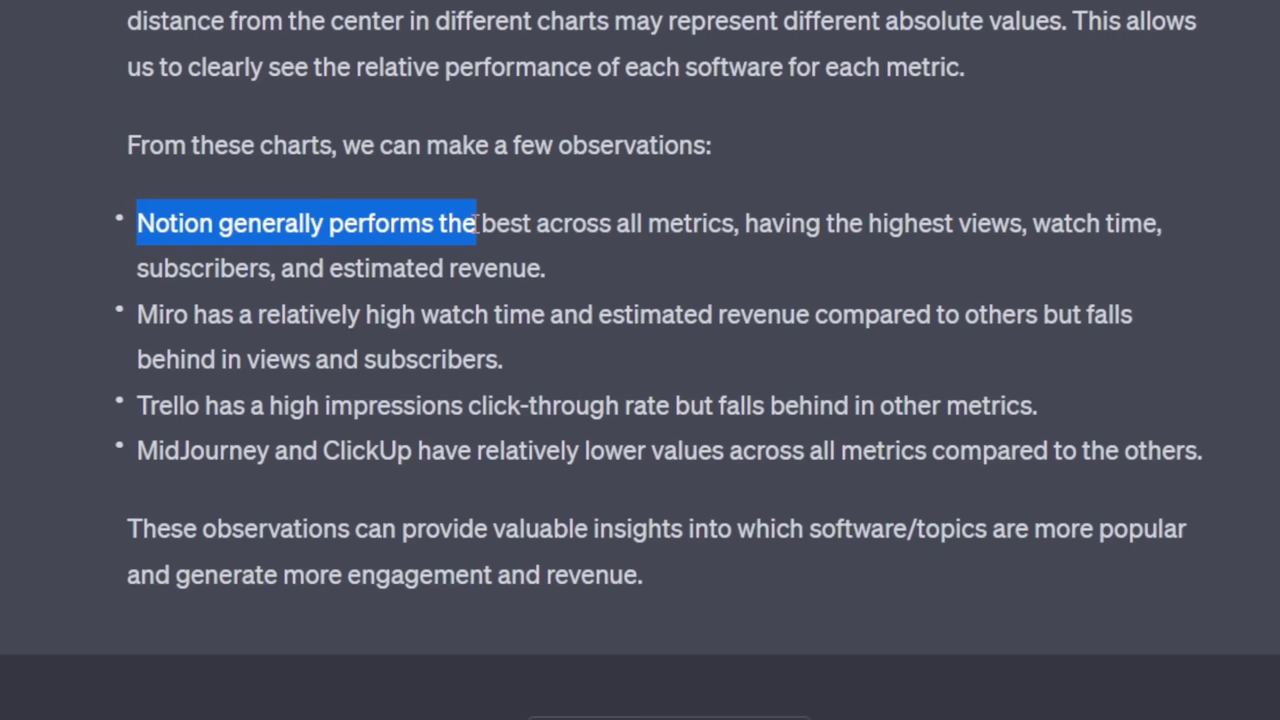 distance from the center in different charts may represent different absolute values. This allows
us to clearly see the relative performance of each software for each metric.
From these charts, we can make a few observations:
• Notion generally performs the best across all metrics, having the highest views, watch time,
subscribers, and estimated revenue.
• Miro has a relatively high watch time and estimated revenue compared to others but falls
behind in views and subscribers.
• Trello has a high impressions click-through rate but falls behind in other metrics.
• MidJourney and ClickUp have relatively lower values across all metrics compared to the others.
These observations can provide valuable insights into which software/topics are more popular
and generate more engagement and revenue.